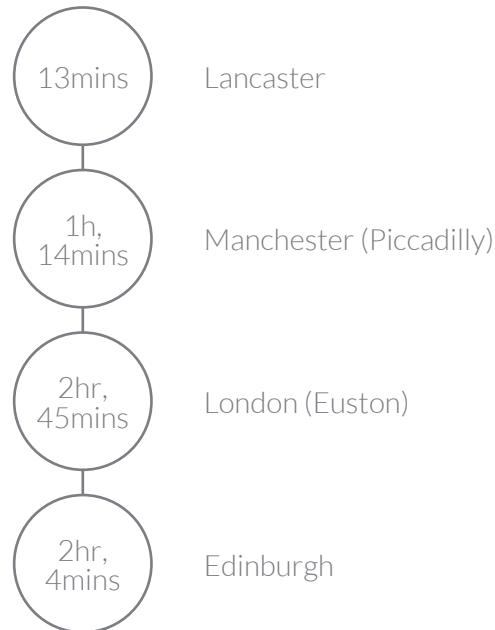 13mins
Lancaster
1h,
14mins
Manchester (Piccadilly)
2hr,
45mins
London (Euston)
2hr,
4mins
Edinburgh